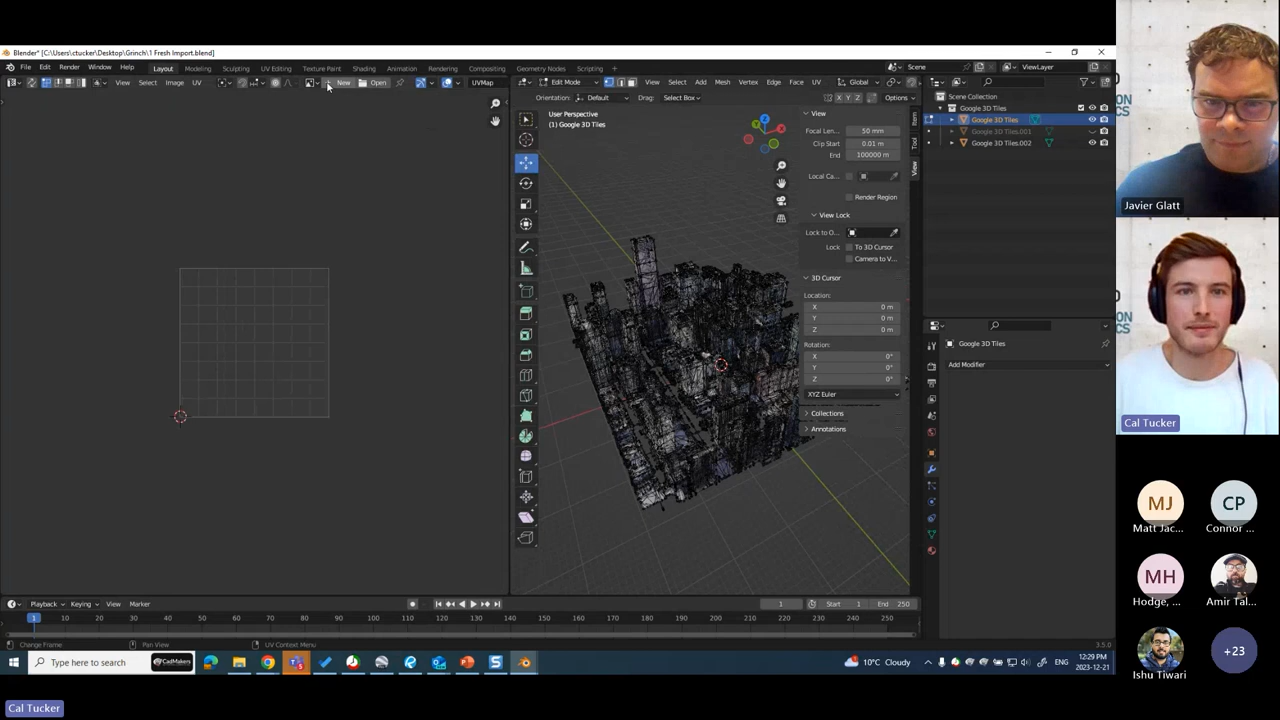 Blender* [C:\Users\ctucker\Desktop\Grinch\1 Fresh Import.blend]
File Edit Render Window Help Layout Modeling Sculpting UV Editing Texture Paint Shading Animation Rendering Compositing Geometry Nodes Scripting Scene ViewLayer
View Select Image UV New Open UVMap Edit Mode View Select Add Mesh Vertex Edge Face UV Global
Orientation: Default Drag: Select Box X Y Z Options
Scene Collection
Google 3D Tiles
Google 3D Tiles
Google 3D Tiles.001
Google 3D Tiles.002
User Perspective
(1) Google 3D Tiles
View
Focal Len... 50 mm
Clip Start 0.01 m
End 100000 m
Local Ca...
Render Region
View Lock
Lock to O...
Lock To 3D Cursor
Camera to V...
3D Cursor
Location:
X 0 m
Y 0 m
Z 0 m
Rotation:
X 0°
Y 0°
Z 0°
XYZ Euler
Collections
Annotations
Item
Tool
View
Google 3D Tiles
Add Modifier
Playback Keying View Marker 1 Start 1 End 250
1 10 20 30 40 50 60 70 80 90 100 110 120 130 140 150 160 170 180 190 200 210 220 230 240 250
Change Frame Pan View UV Context Menu 3.5.0
Type here to search CadMakers 10°C Cloudy ENG 12:29 PM
2023-12-21
Cal Tucker
Javier Glatt
Cal Tucker
MJ CP
Matt Jac... Connor ...
MH
Hodge, ... Amir Tal...
+23
Ishu Tiwari